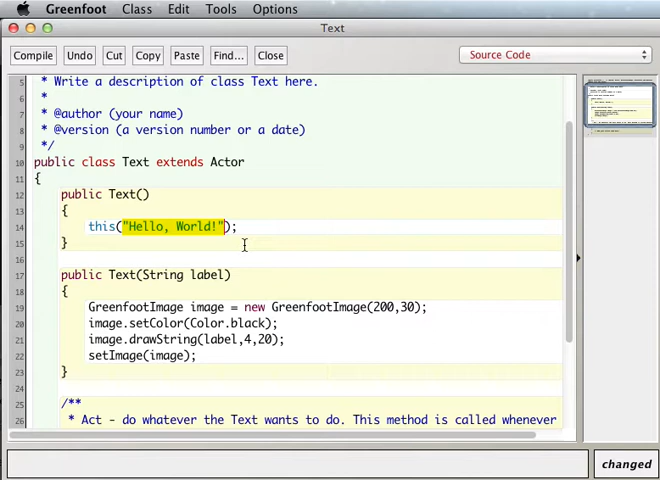 Greenfoot Class Edit Tools Options
Text
Compile Undo Cut Copy Paste Find... Close Source Code
5 * Write a description of class Text here.
6 *
7 * @author (your name)
8 * @version (a version number or a date)
9 */
10 public class Text extends Actor
11 {
12 public Text()
13 {
14 this("Hello, World!");
15 }
16
17 public Text(String label)
18 {
19 GreenfootImage image = new GreenfootImage(200,30);
20 image.setColor(Color.black);
21 image.drawString(label,4,20);
22 setImage(image);
23 }
24
25 /**
26 * Act - do whatever the Text wants to do. This method is called whenever
changed